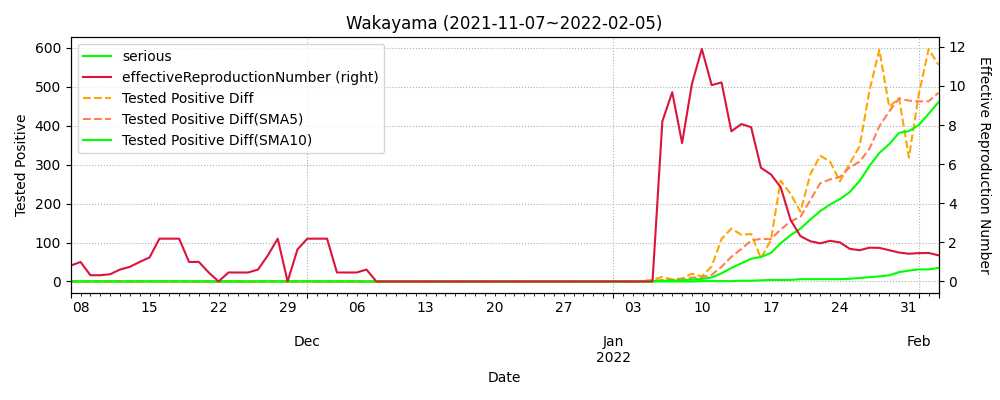 Wakayama (2021-11-07~2022-02-05)
serious
effectiveReproductionNumber (right)
Tested Positive Diff
Tested Positive Diff(SMA5)
Tested Positive Diff(SMA10)
Tested Positive
600
500
400
300
200
100
0
12
10
8
6
4
2
0
Effective Reproduction Number
08 15 22 29 06 13 20 27 03 10 17 24 31
Dec Jan Feb
2022
Date